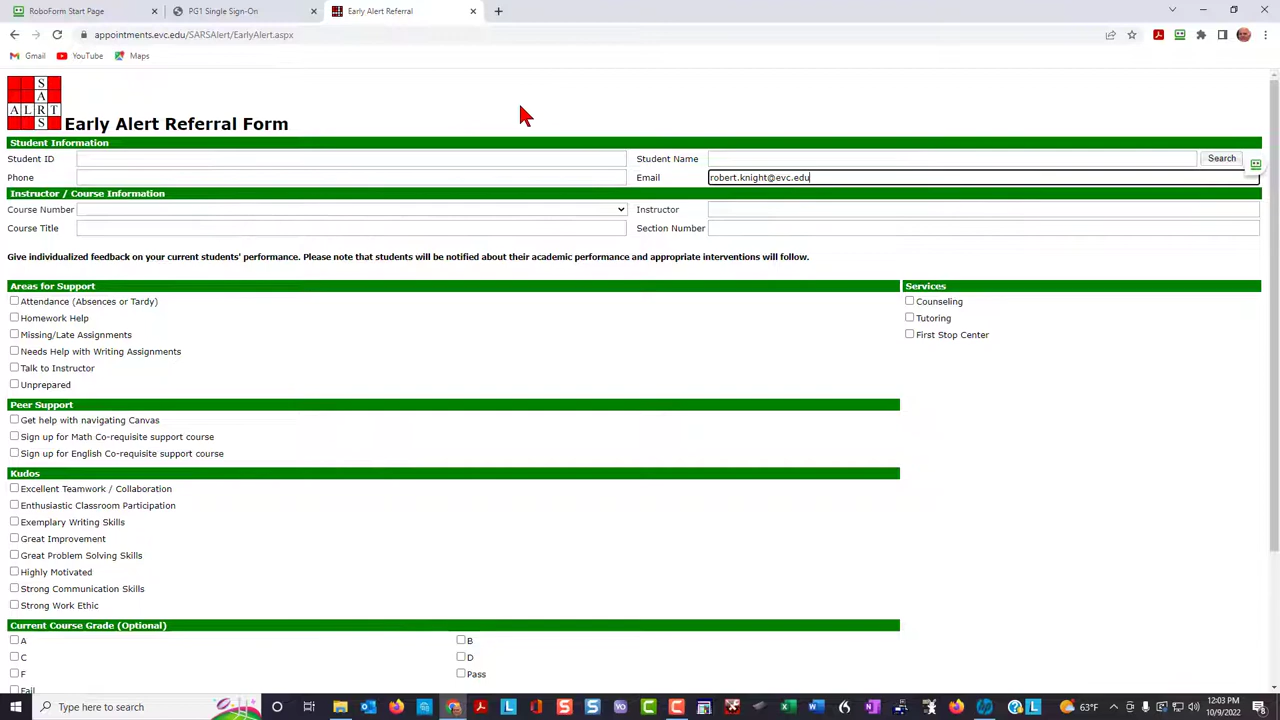 RoboForm Start Page
PG1 Single Sign-On
Early Alert Referral
appointments.evc.edu/SARSAlert/EarlyAlert.aspx
Gmail YouTube Maps
SARS
ALRT
Early Alert Referral Form
Student Information
Student ID Student Name Search
Phone Email robert.knight@evc.edu
Instructor / Course Information
Course Number Instructor
Course Title Section Number
Give individualized feedback on your current students' performance. Please note that students will be notified about their academic performance and appropriate interventions will follow.
Areas for Support
Attendance (Absences or Tardy)
Homework Help
Missing/Late Assignments
Needs Help with Writing Assignments
Talk to Instructor
Unprepared
Services
Counseling
Tutoring
First Stop Center
Peer Support
Get help with navigating Canvas
Sign up for Math Co-requisite support course
Sign up for English Co-requisite support course
Kudos
Excellent Teamwork / Collaboration
Enthusiastic Classroom Participation
Exemplary Writing Skills
Great Improvement
Great Problem Solving Skills
Highly Motivated
Strong Communication Skills
Strong Work Ethic
Current Course Grade (Optional)
A B
C D
F Pass
Fail
Type here to search
63°F
12:03 PM
10/9/2022